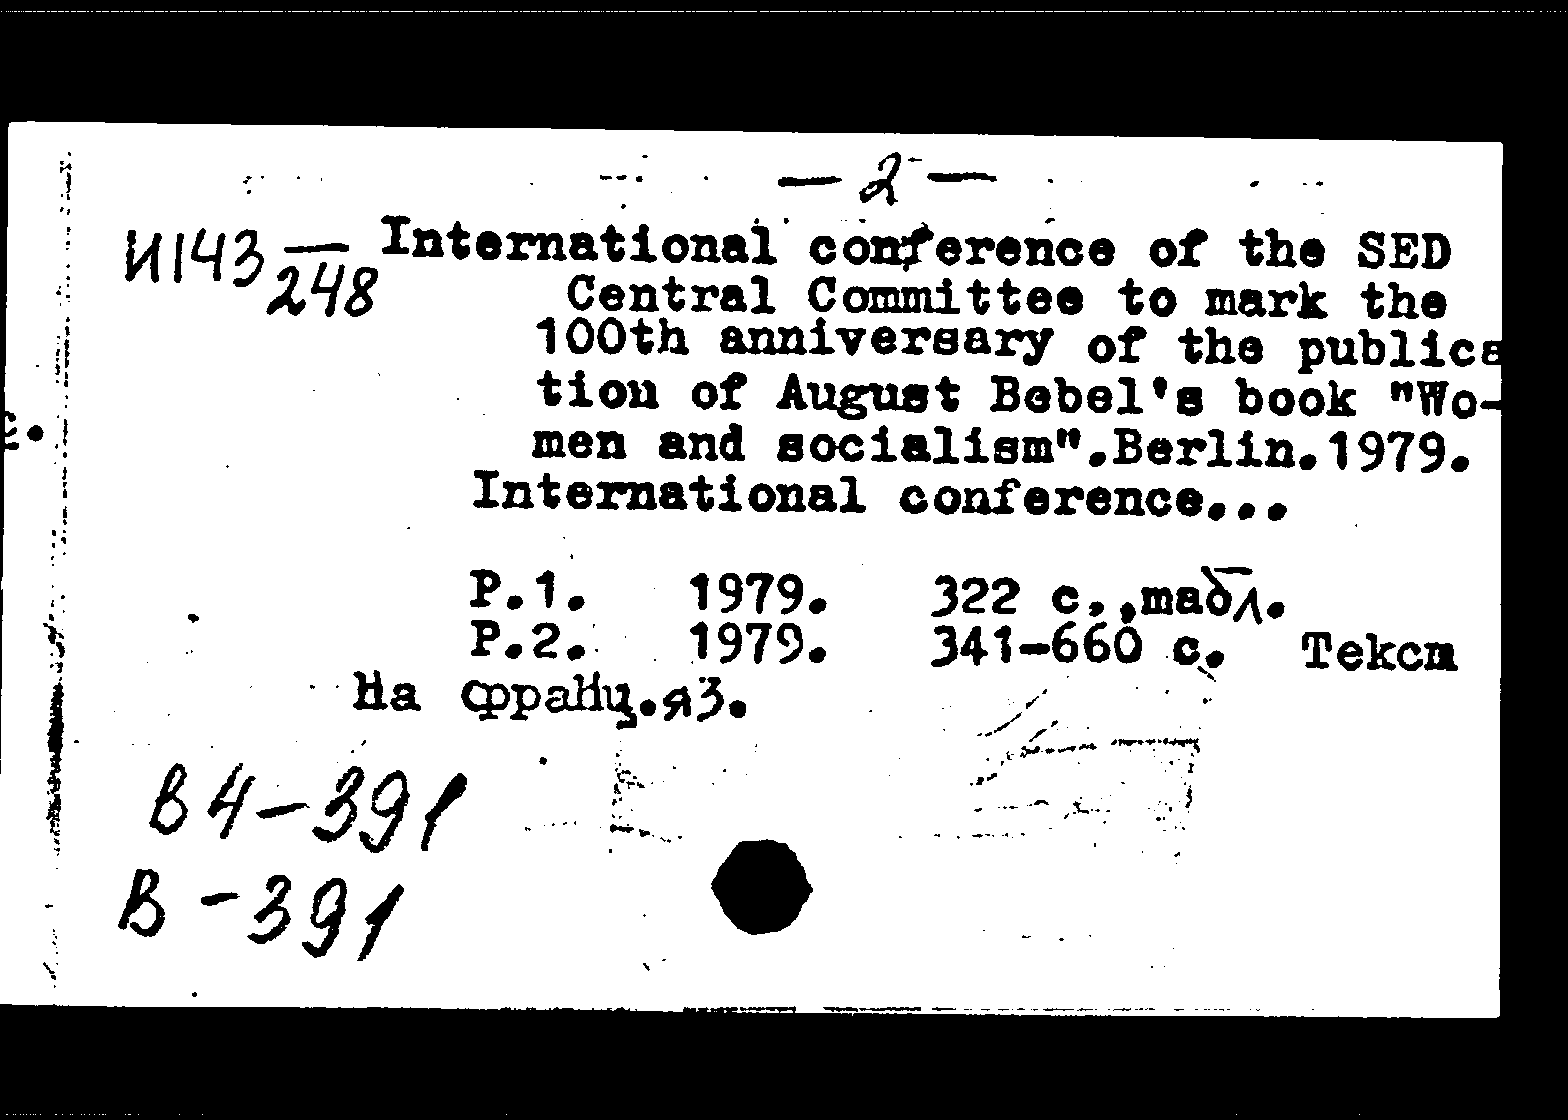 — 2 —
И143 — International conference of the SED
248 Central Committee to mark the
100th anniversary of the publica
tion of August Bebel's book "Wo-
men and socialism".Berlin.1979.
International conference...
P.1. 1979. 322 с.,табл.
P.2. 1979. 341-660 с. Текст
На франц.яз.
В4-391
В-391